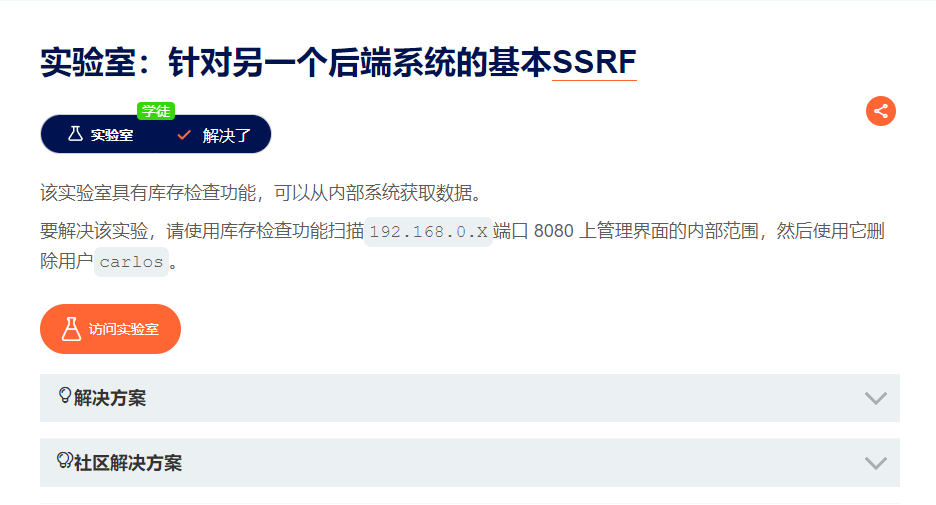 实验室：针对另一个后端系统的基本SSRF
学徒
实验室 解决了
该实验室具有库存检查功能，可以从内部系统获取数据。
要解决该实验，请使用库存检查功能扫描192.168.0.X端口 8080 上管理界面的内部范围，然后使用它删
除用户carlos。
访问实验室
解决方案
社区解决方案